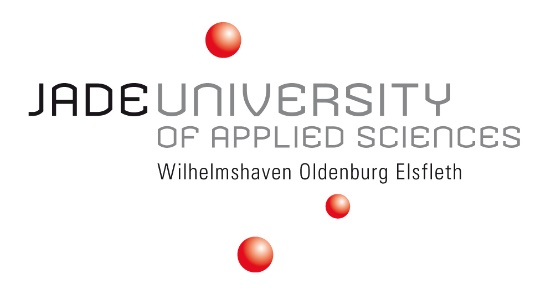 JADEUNIVERSITY
OF APPLIED SCIENCES
Wilhelmshaven Oldenburg Elsfleth